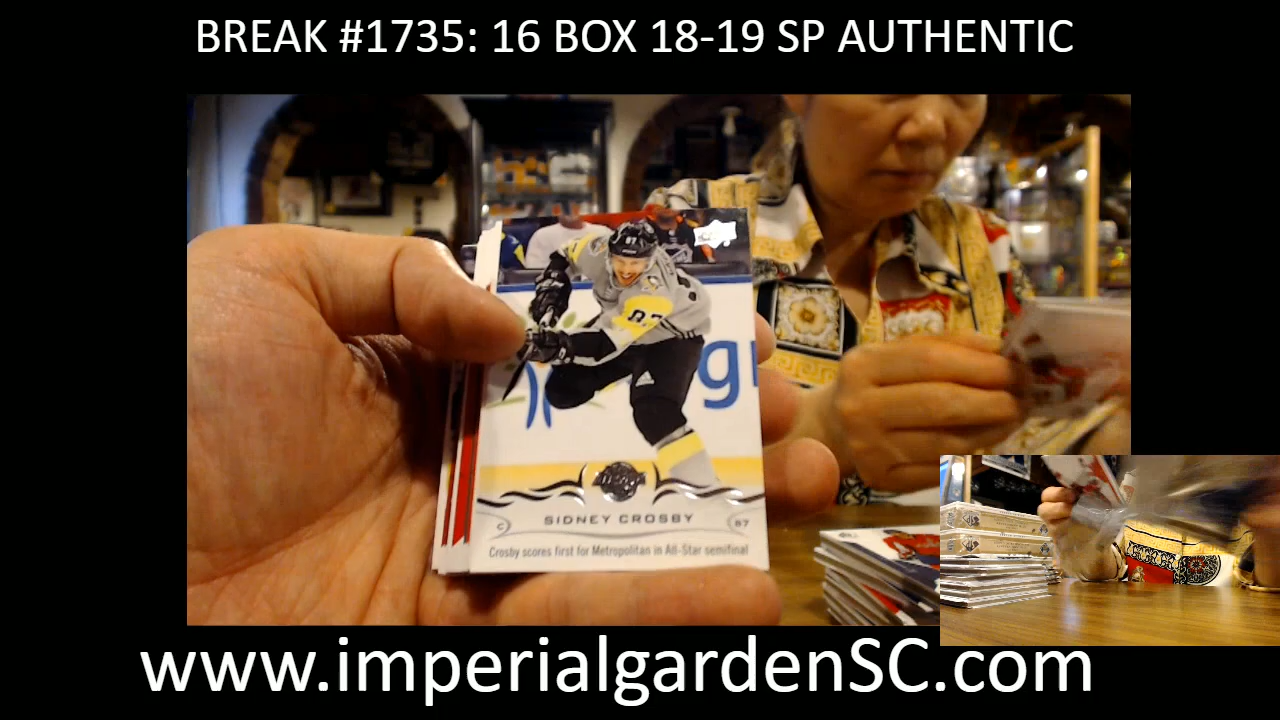 BREAK #1735: 16 BOX 18-19 SP AUTHENTIC
87
g
C
SIDNEY CROSBY
87
Crosby scores first for Metropolitan in All-Star semifinal
www.imperialgardenSC.com